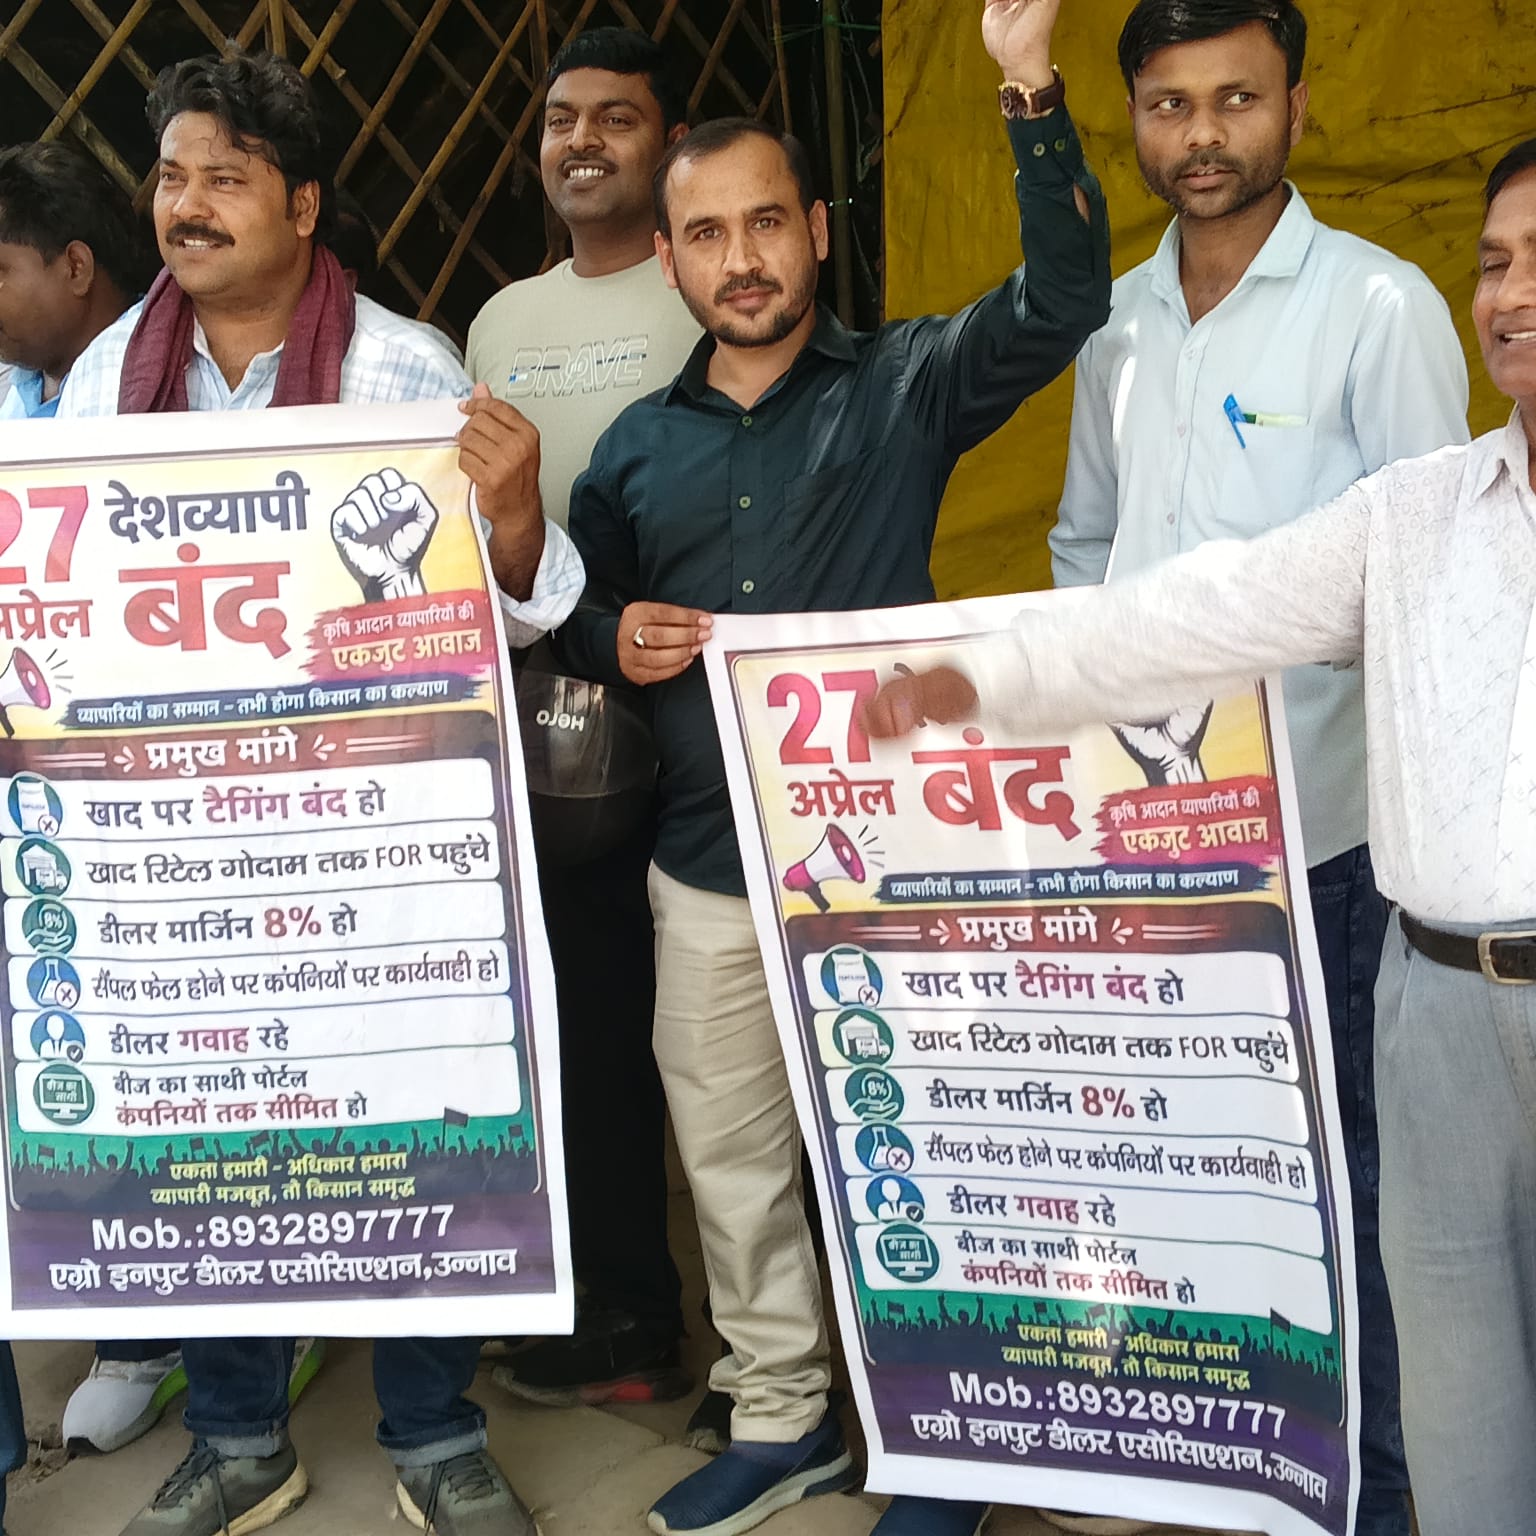 BRAVE
27
देशव्यापी
अप्रेल
बंद
कृषि आदान व्यापारियों की
एकजुट आवाज
व्यापारियों का सम्मान - तभी होगा किसान का कल्याण
प्रमुख मांगे
खाद पर टैगिंग बंद हो
खाद रिटेल गोदाम तक FOR पहुंचे
8%
डीलर मार्जिन 8% हो
सैंपल फेल होने पर कंपनियों पर कार्यवाही हो
डीलर गवाह रहे
बीज का साथी
बीज का साथी पोर्टल
कंपनियों तक सीमित हो
एकता हमारी - अधिकार हमारा
व्यापारी मजबूत, तो किसान समृद्ध
Mob.:8932897777
एग्रो इनपुट डीलर एसोसिएशन,उन्नाव
Hero
27
अप्रेल
बंद
कृषि आदान व्यापारियों की
एकजुट आवाज
व्यापारियों का सम्मान - तभी होगा किसान का कल्याण
प्रमुख मांगे
खाद पर टैगिंग बंद हो
खाद रिटेल गोदाम तक FOR पहुंचे
8%
डीलर मार्जिन 8% हो
सैंपल फेल होने पर कंपनियों पर कार्यवाही हो
डीलर गवाह रहे
बीज का साथी
बीज का साथी पोर्टल
कंपनियों तक सीमित हो
एकता हमारी - अधिकार हमारा
व्यापारी मजबूत, तो किसान समृद्ध
Mob.:8932897777
एग्रो इनपुट डीलर एसोसिएशन,उन्नाव